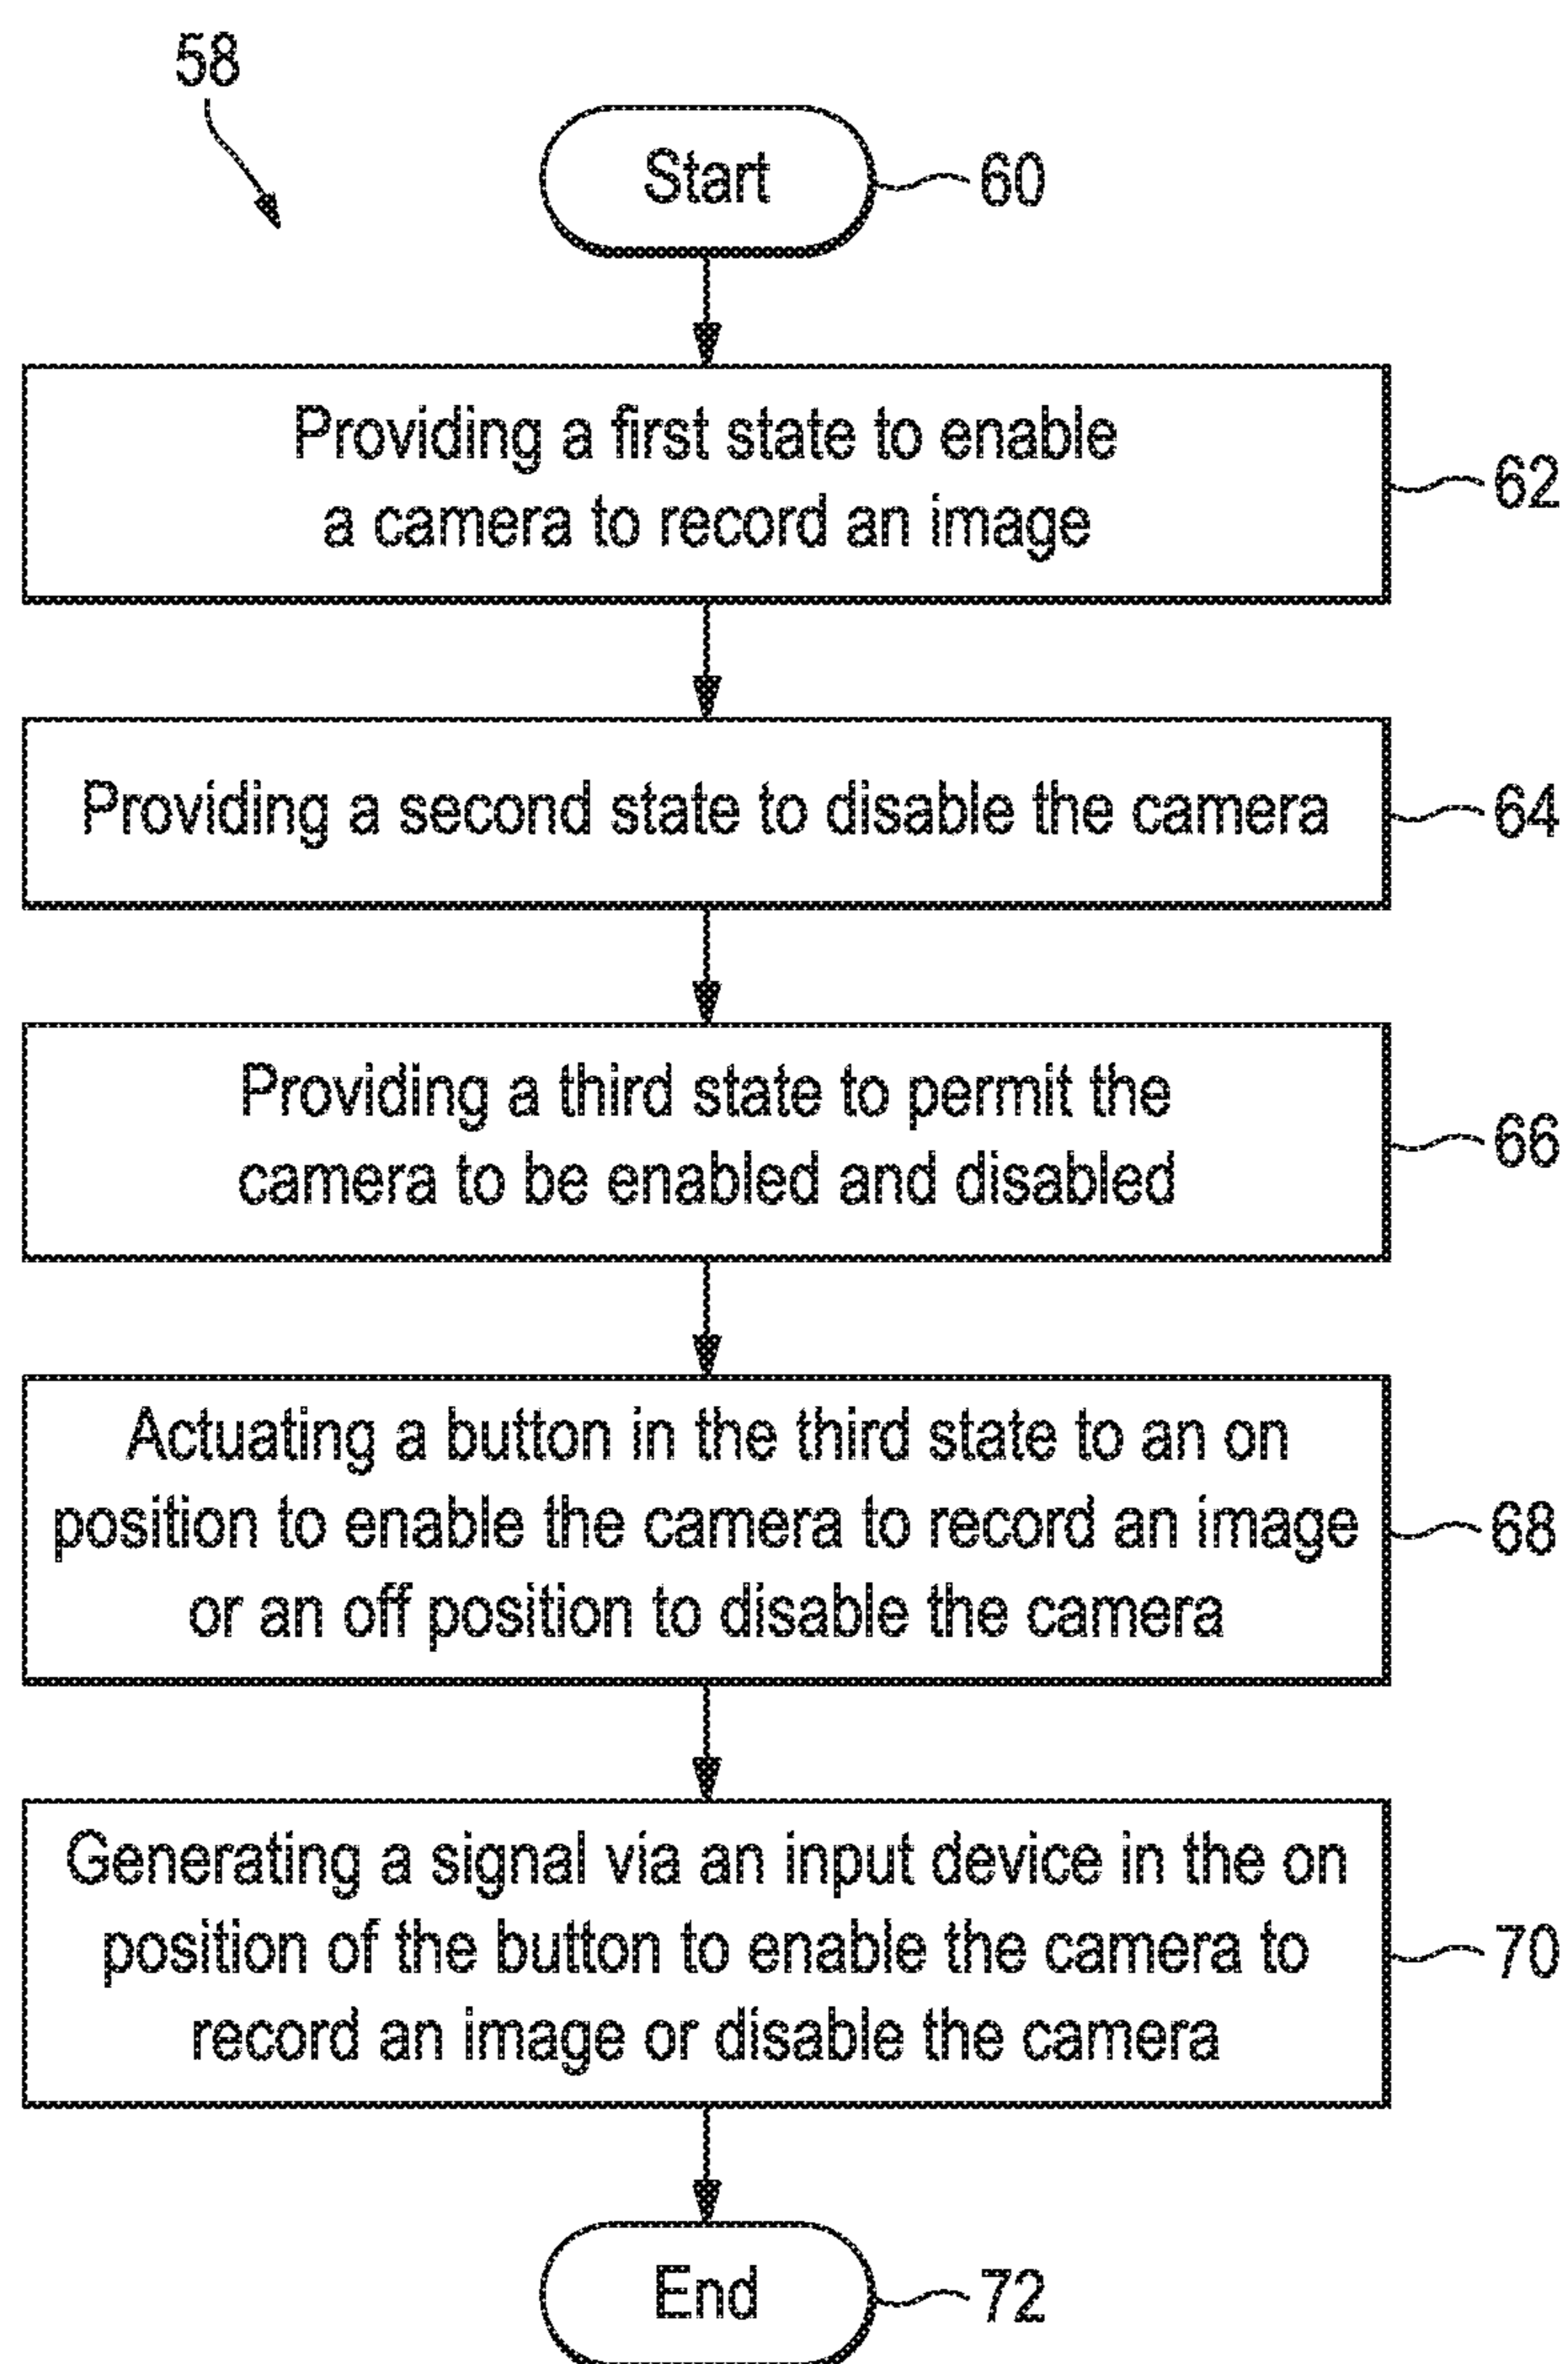 58
Start
60
Providing a first state to enable
a camera to record an image
62
Providing a second state to disable the camera
64
Providing a third state to permit the
camera to be enabled and disabled
66
Actuating a button in the third state to an on
position to enable the camera to record an image
or an off position to disable the camera
68
Generating a signal via an input device in the on
position of the button to enable the camera to
record an image or disable the camera
70
End
72